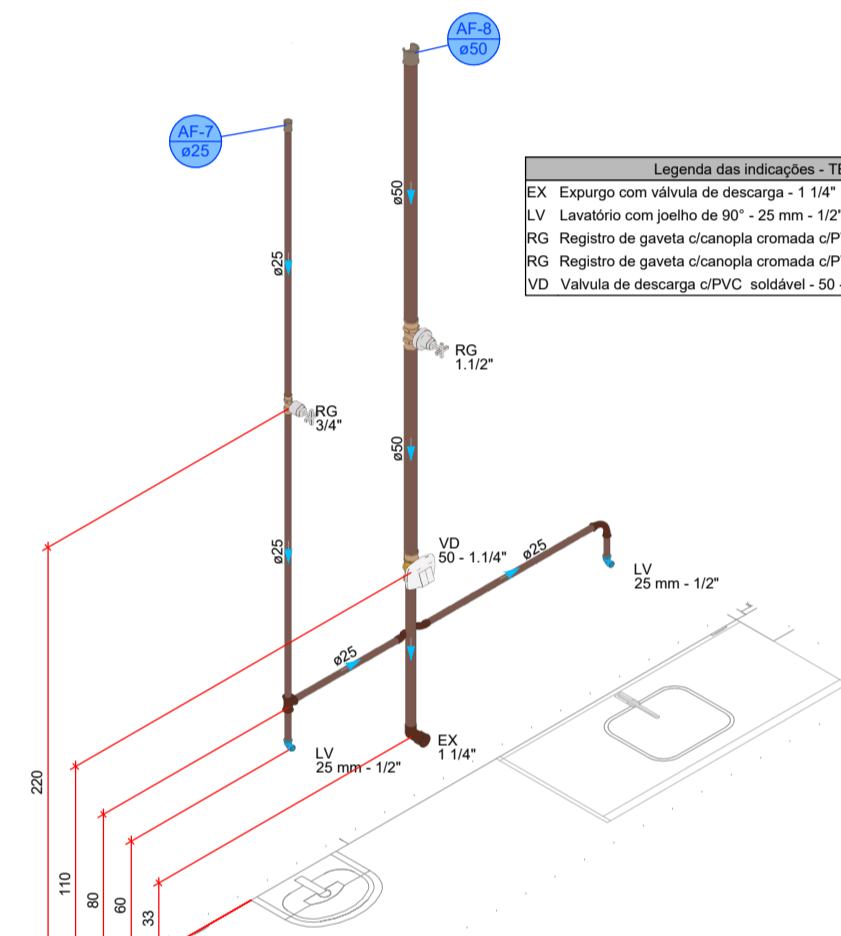 AF-8
ø50
AF-7
ø25
Legenda das indicações - TE
EX Expurgo com válvula de descarga - 1 1/4"
LV Lavatório com joelho de 90° - 25 mm - 1/2"
RG Registro de gaveta c/canopla cromada c/P
RG Registro de gaveta c/canopla cromada c/P
VD Valvula de descarga c/PVC soldável - 50 -
ø50
ø25
RG
1.1/2"
RG
3/4"
ø50
ø25
VD
50 - 1.1/4"
ø25
LV
25 mm - 1/2"
ø25
EX
1 1/4"
LV
25 mm - 1/2"
220
110
80
60
33